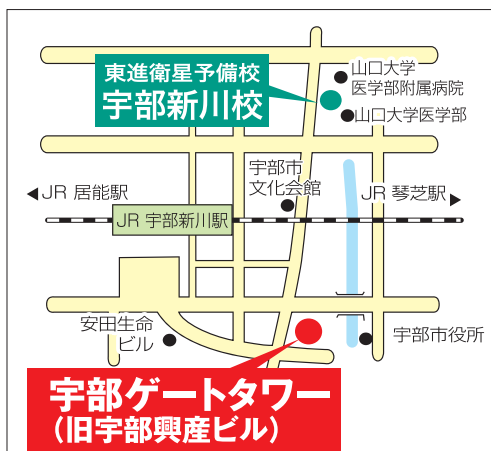 東進衛星予備校
宇部新川校
山口大学
医学部附属病院
山口大学医学部
宇部市
文化会館
JR 居能駅
JR 琴芝駅
JR 宇部新川駅
安田生命
ビル
宇部市役所
宇部ゲートタワー
(旧宇部興産ビル)